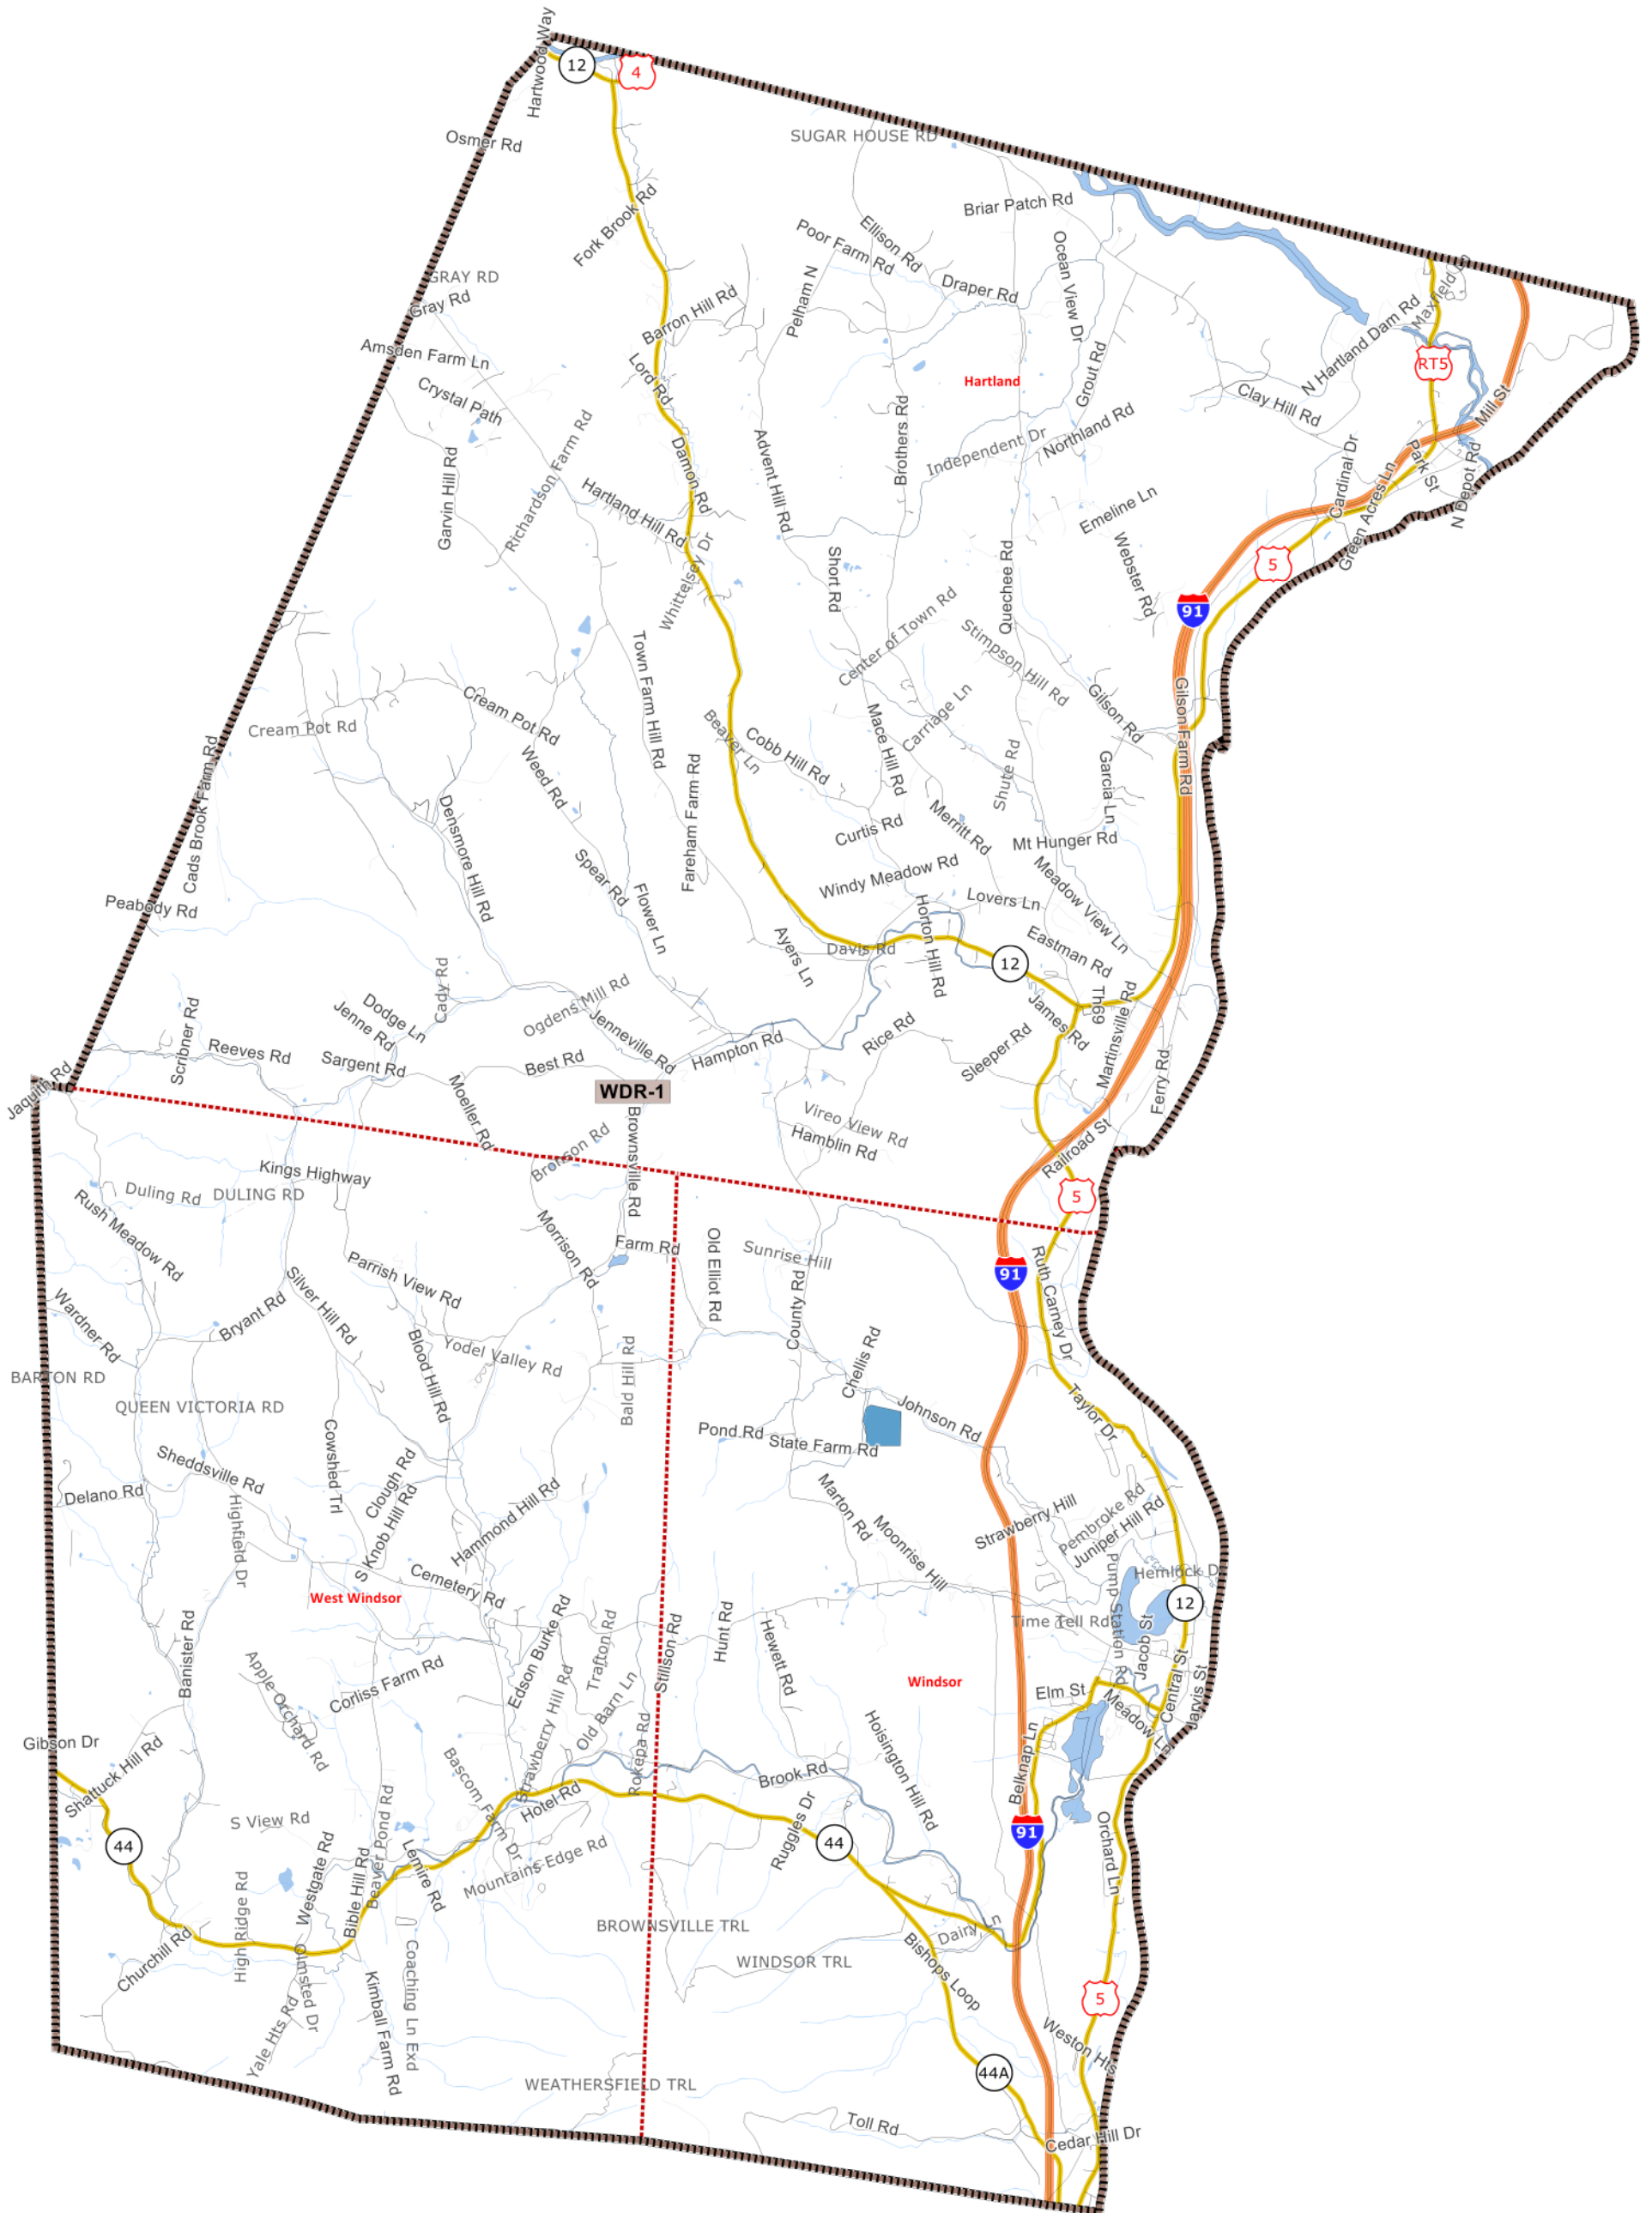 Hartwood Way
12
4
Osmer Rd
SUGAR HOUSE RD
Fork Brook Rd
Briar Patch Rd
Ellison Rd
Poor Farm Rd
Ocean View Dr
GRAY RD
Gray Rd
Draper Rd
Pelham N
Barron Hill Rd
Maxfield Ln
N Hartland Dam Rd
Amsden Farm Ln
Lord Rd
RT5
Grout Rd
Hartland
Crystal Path
Clay Hill Rd
Mill St
Richardson Farm Rd
Brothers Rd
Northland Rd
Independent Dr
Advent Hill Rd
Damon Rd
Garvin Hill Rd
Cardinal Dr
Park St
N Depot Rd
Green Acres Ln
Hartland Hill Rd
Emeline Ln
Whittelsey Dr
Short Rd
Quechee Rd
Webster Rd
5
91
Center of Town Rd
Stimpson Hill Rd
Town Farm Hill Rd
Cream Pot Rd
Cream Pot Rd
Gilson Rd
Gilson Farm Rd
Beaver Ln
Cobb Hill Rd
Mace Hill Rd
Carriage Ln
Weed Rd
Cads Brook Farm Rd
Fareham Farm Rd
Shute Rd
Garcia Ln
Densmore Hill Rd
Curtis Rd
Merritt Rd
Mt Hunger Rd
Spear Rd
Windy Meadow Rd
Meadow View Ln
Peabody Rd
Flower Ln
Horton Hill Rd
Lovers Ln
Ayers Ln
Davis Rd
Eastman Rd
12
Cady Rd
Ogdens Mill Rd
Dodge Ln
Jenne Rd
Scribner Rd
Th69
James Rd
Martinsville Rd
Reeves Rd
Sargent Rd
Jenneville Rd
Rice Rd
Sleeper Rd
Best Rd
Hampton Rd
Ferry Rd
Jaquith Rd
WDR-1
Moeller Rd
Brownsville Rd
Bronson Rd
Vireo View Rd
Hamblin Rd
Railroad St
Kings Highway
Duling Rd
DULING RD
5
Rush Meadow Rd
Morrison Rd
Farm Rd
Old Elliot Rd
Sunrise Hill
91
Ruth Carney Dr
Parrish View Rd
Silver Hill Rd
County Rd
Wardner Rd
Bryant Rd
Blood Hill Rd
Yodel Valley Rd
Bald Hill Rd
Chellis Rd
BARTON RD
QUEEN VICTORIA RD
Taylor Dr
Johnson Rd
Pond Rd
State Farm Rd
Cowshed Trl
Sheddsville Rd
Clough Rd
Delano Rd
Highfield Dr
S Knob Hill Rd
Hammond Hill Rd
Marton Rd
Moonrise Hill
Strawberry Hill
Pembroke Rd
Juniper Hill Rd
Pump Station Rd
Hemlock Dr
Cemetery Rd
West Windsor
12
Banister Rd
Edson Burke Rd
Trafton Rd
Stillson Rd
Hunt Rd
Hewett Rd
Time Tell Rd
Jacob St
Apple Orchard Rd
Corliss Farm Rd
Strawberry Hill Rd
Old Barn Ln
Windsor
Elm St
Meadow Ln
Central St
Jarvis St
Gibson Dr
Shattuck Hill Rd
Rokepa Rd
Hoisington Hill Rd
Belknap Ln
Bascom Farm Dr
Hotel Rd
Brook Rd
Ruggles Dr
S View Rd
Beaver Pond Rd
44
44
91
Lemire Rd
Mountains Edge Rd
Orchard Ln
High Ridge Rd
Westgate Rd
Bible Hill Rd
BROWNSVILLE TRL
Dairy Ln
Churchill Rd
Olmsted Dr
Coaching Ln Exd
WINDSOR TRL
Bishops Loop
Kimball Farm Rd
Yale Hts Rd
5
Weston Hts
44A
WEATHERSFIELD TRL
Toll Rd
Cedar Hill Dr